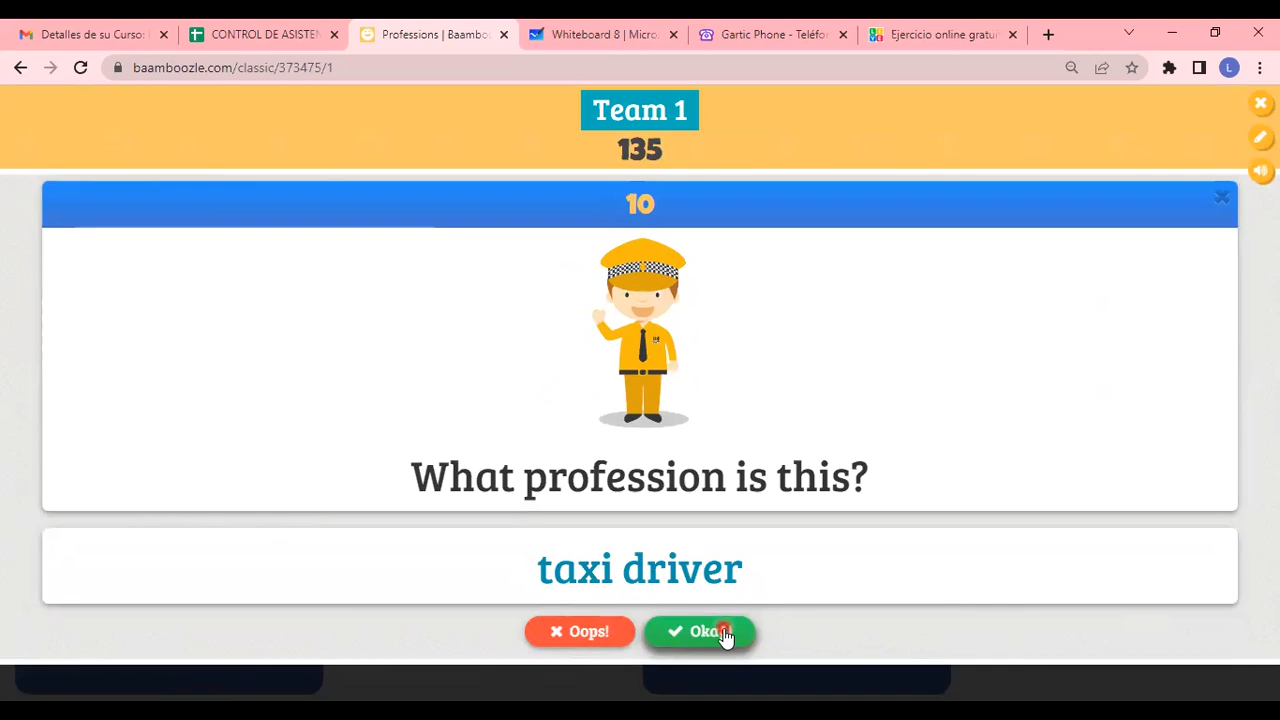 Detalles de su Curso:
CONTROL DE ASISTEN
Professions | Baambo
Whiteboard 8 | Micro
Gartic Phone - Teléfo
Ejercicio online gratui
baamboozle.com/classic/373475/1
L
Team 1
135
10
What profession is this?
taxi driver
Oops!
Okay!